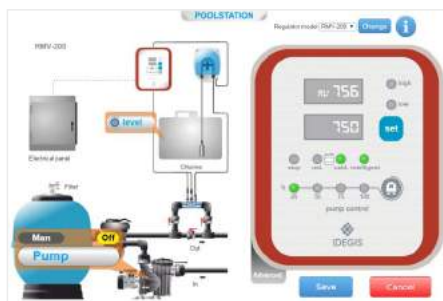 POOLSTATION
Regulator model: RMV-200 Change i
RMV-200
mV 756
high
low
750
set
level
Electrical panel
Chlorine
Filter
pump control
IDEGIS
Man Off
Pump
Out
In
Advanced
Save Cancel